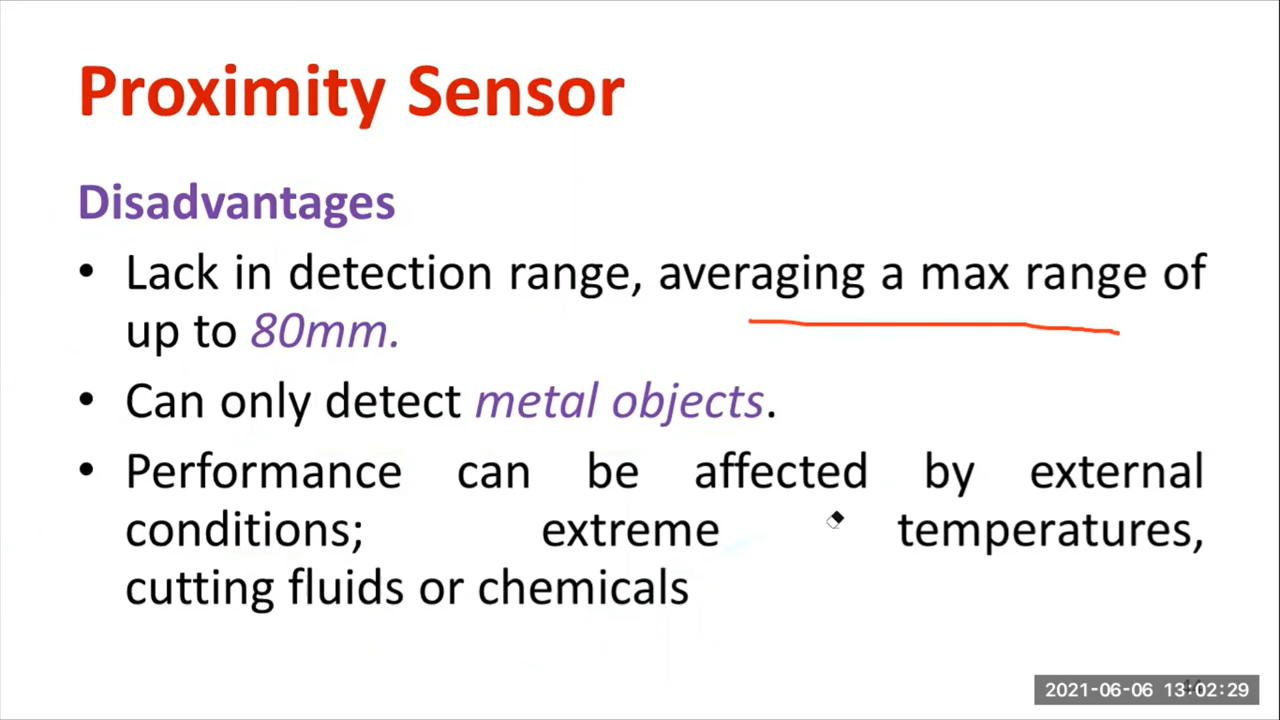 Proximity Sensor
Disadvantages
• Lack in detection range, averaging a max range of
up to 80mm.
• Can only detect metal objects.
• Performance can be affected by external
conditions; extreme temperatures,
cutting fluids or chemicals
2021-06-06 13:02:29